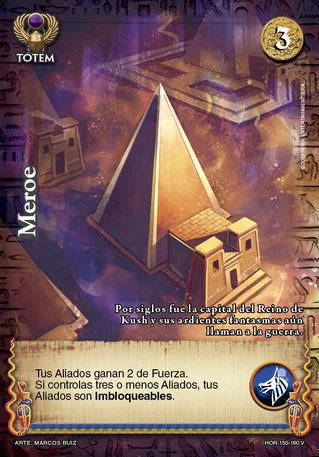 TÓTEM
3
Meroe
Por siglos fue la capital del Reino de
Kush y sus ardientes fantasmas aún
llaman a la guerra.
Tus Aliados ganan 2 de Fuerza.
Si controlas tres o menos Aliados, tus
Aliados son Imbloqueables.
ARTE: MARCOS RUIZ
HOR-150-160 V